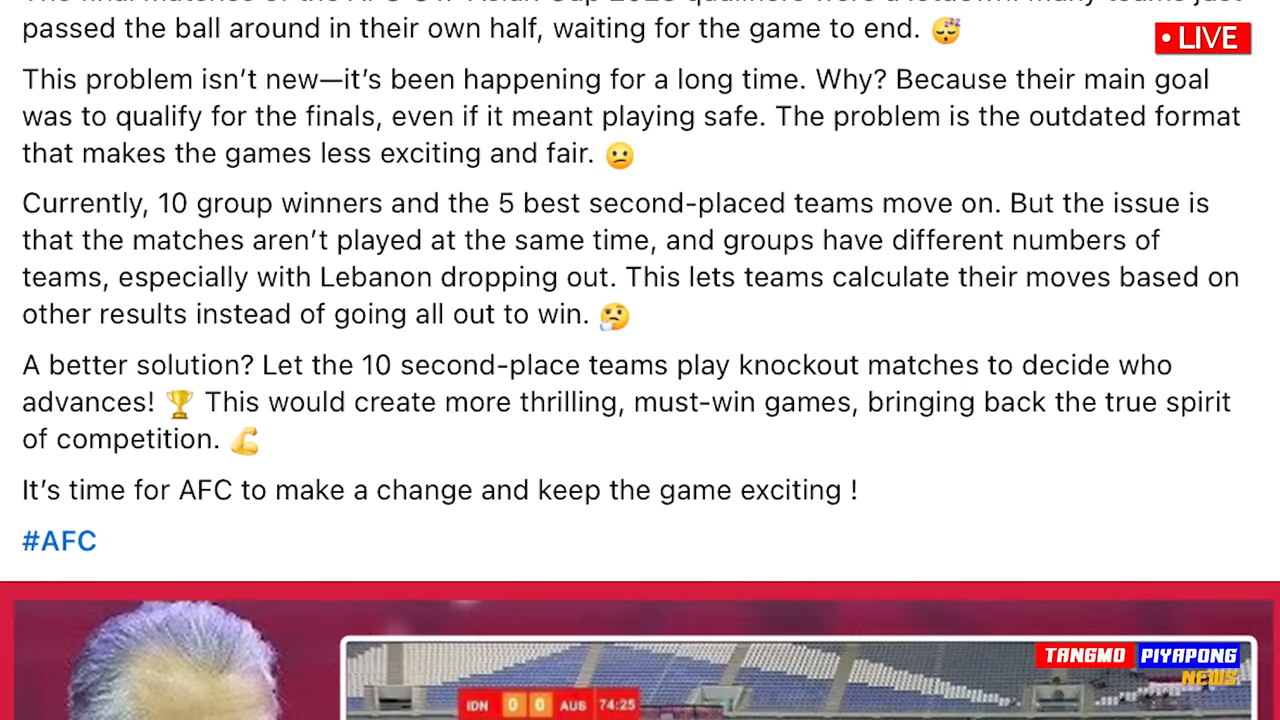 passed the ball around in their own half, waiting for the game to end. 😴
• LIVE
This problem isn’t new—it’s been happening for a long time. Why? Because their main goal
was to qualify for the finals, even if it meant playing safe. The problem is the outdated format
that makes the games less exciting and fair. 😕
Currently, 10 group winners and the 5 best second-placed teams move on. But the issue is
that the matches aren’t played at the same time, and groups have different numbers of
teams, especially with Lebanon dropping out. This lets teams calculate their moves based on
other results instead of going all out to win. 🤔
A better solution? Let the 10 second-place teams play knockout matches to decide who
advances! 🏆 This would create more thrilling, must-win games, bringing back the true spirit
of competition. 💪
It’s time for AFC to make a change and keep the game exciting !
#AFC
TANGMO PIYAPONG
NEWS
IDN 0 0 AUS 74:25